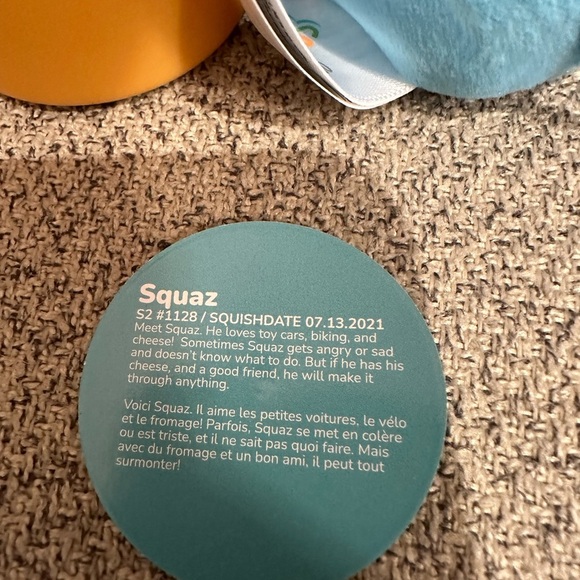 Squaz
S2 #1128 / SQUISHDATE 07.13.2021
Meet Squaz. He loves toy cars, biking, and
cheese! Sometimes Squaz gets angry or sad
and doesn't know what to do. But if he has his
cheese, and a good friend, he will make it
through anything.
Voici Squaz. Il aime les petites voitures, le vélo
et le fromage! Parfois, Squaz se met en colère
ou est triste, et il ne sait pas quoi faire. Mais
avec du fromage et un bon ami, il peut tout
surmonter!